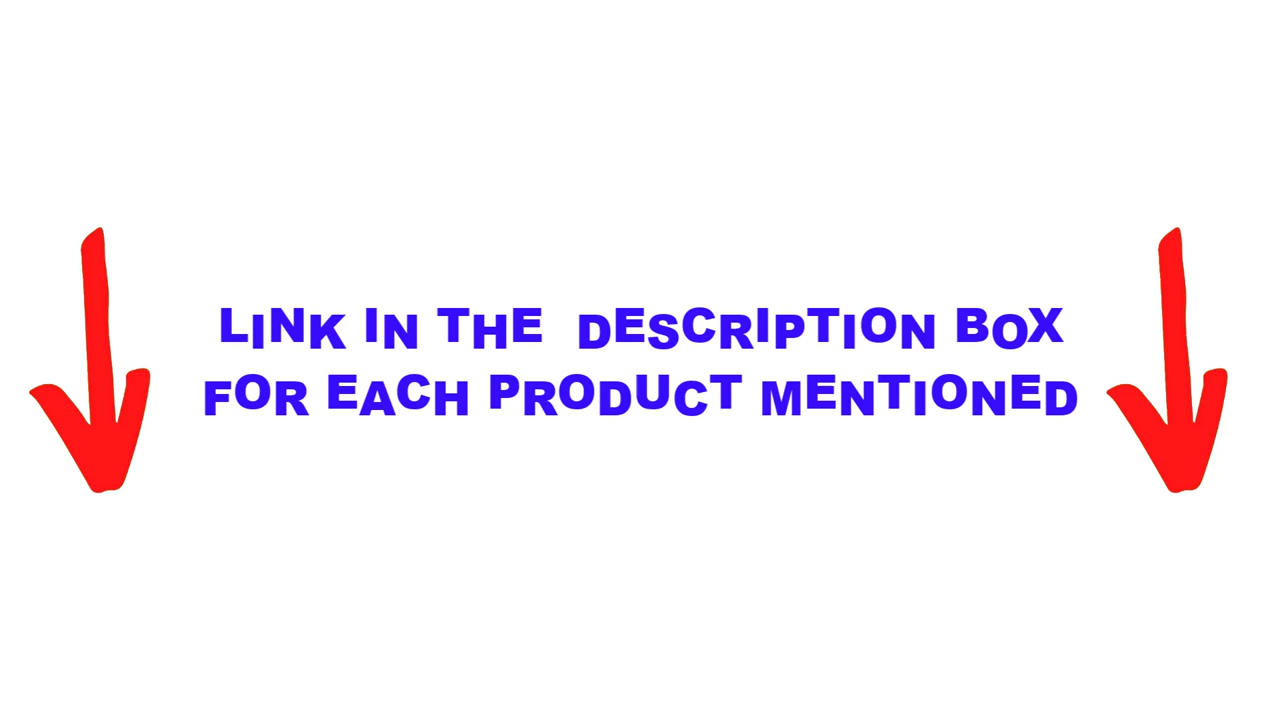 LINK IN THE DESCRIPTION BOX
FOR EACH PRODUCT MENTIONED